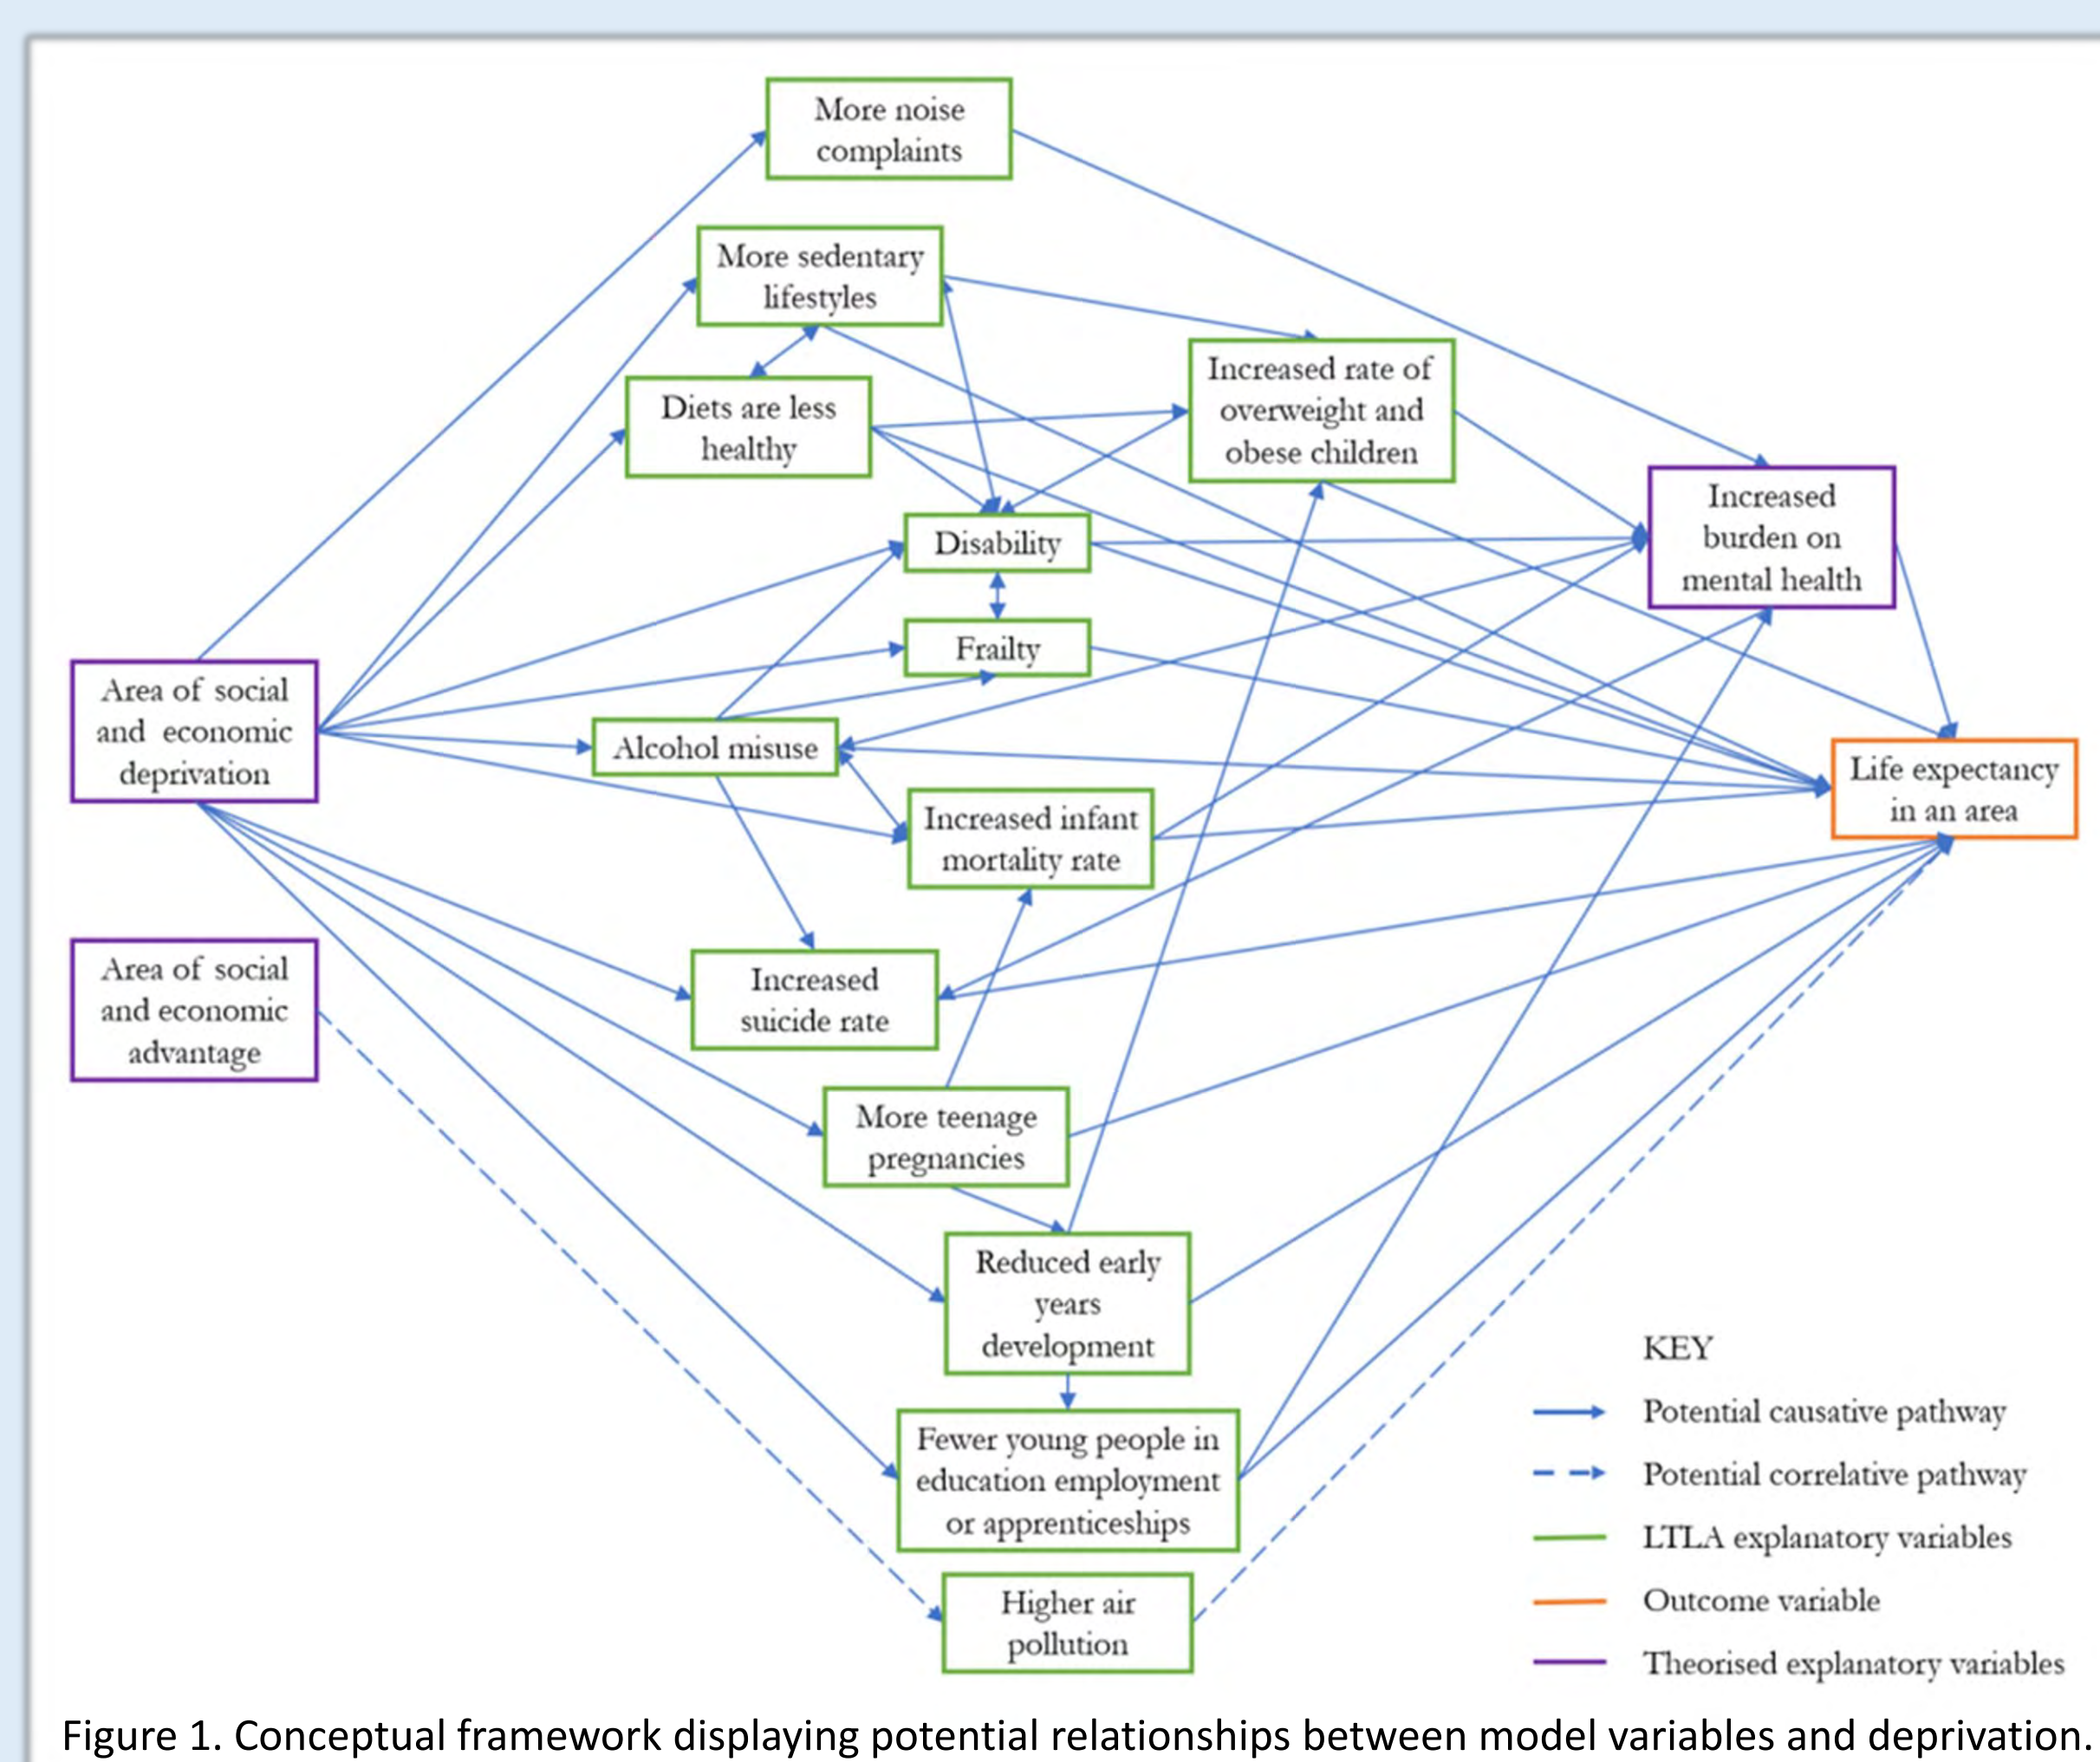 More noise
complaints
More sedentary
lifestyles
Increased rate of
overweight and
obese children
Diets are less
healthy
Increased
burden on
mental health
Disability
Frailty
Area of social
and economic
deprivation
Alcohol misuse
Life expectancy
in an area
Increased infant
mortality rate
Area of social
and economic
advantage
Increased
suicide rate
More teenage
pregnancies
Reduced early
years
development
Fewer young people in
education employment
or apprenticeships
Higher air
pollution
KEY
Potential causative pathway
Potential correlative pathway
LTLA explanatory variables
Outcome variable
Theorised explanatory variables
Figure 1. Conceptual framework displaying potential relationships between model variables and deprivation.